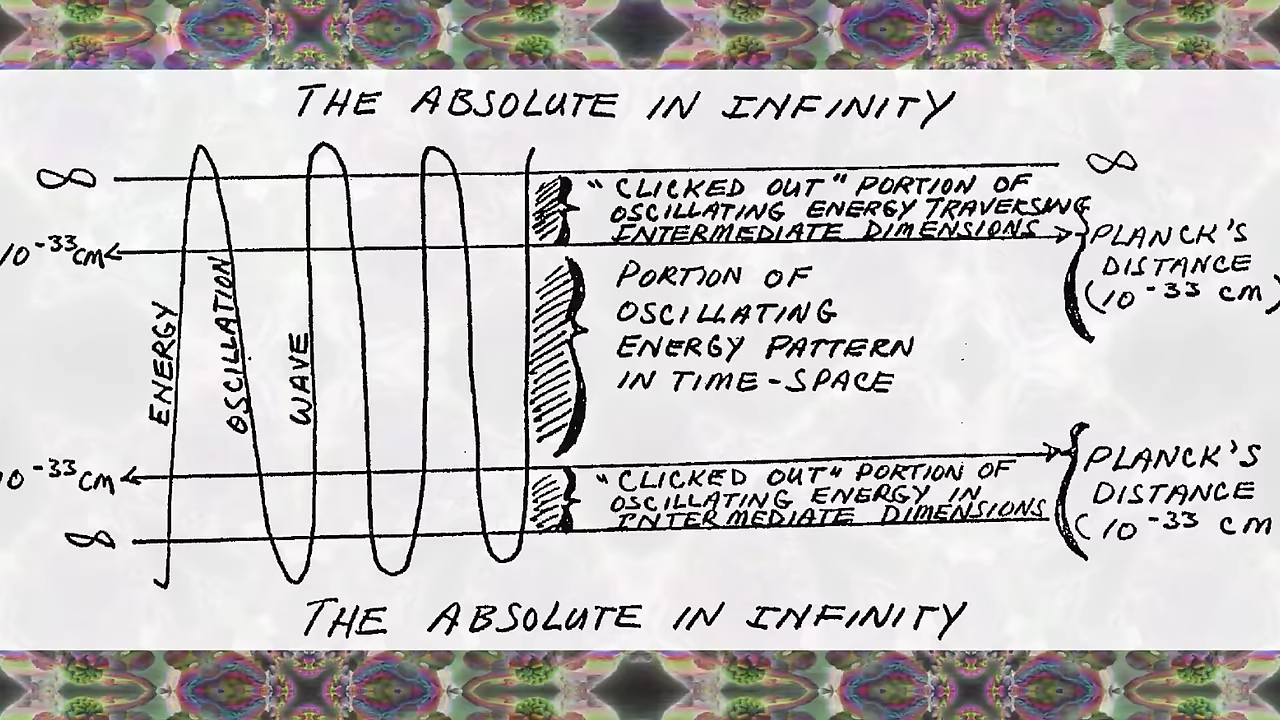 THE ABSOLUTE IN INFINITY
∞
∞
"CLICKED OUT" PORTION OF
OSCILLATING ENERGY TRAVERSING
INTERMEDIATE DIMENSIONS
10⁻³³cm
PLANCK'S
DISTANCE
(10⁻³³ cm)
PORTION OF
OSCILLATING
ENERGY PATTERN
IN TIME-SPACE
ENERGY
OSCILLATION
WAVE
0⁻³³cm
"CLICKED OUT" PORTION OF
OSCILLATING ENERGY IN
INTERMEDIATE DIMENSIONS
PLANCK'S
DISTANCE
(10⁻³³ cm
∞
THE ABSOLUTE IN INFINITY